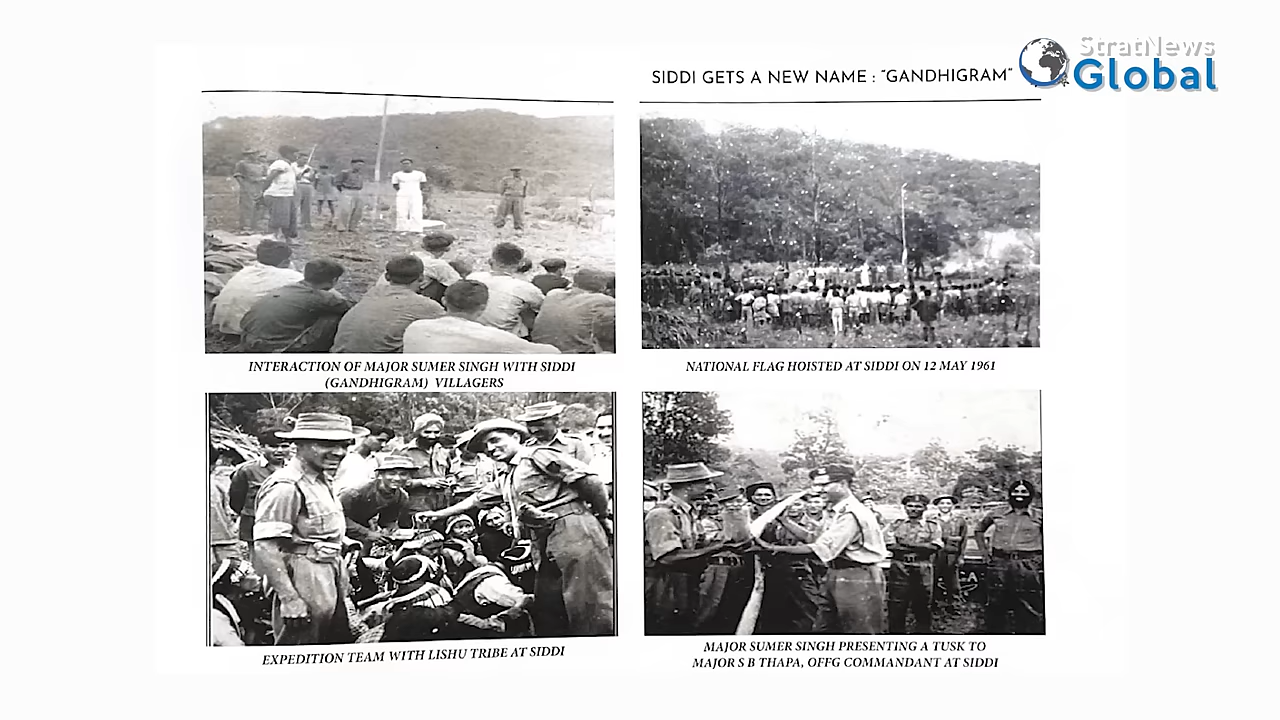 StratNews
Global
SIDDI GETS A NEW NAME : "GANDHIGRAM"
INTERACTION OF MAJOR SUMER SINGH WITH SIDDI
(GANDHIGRAM) VILLAGERS
NATIONAL FLAG HOISTED AT SIDDI ON 12 MAY 1961
EXPEDITION TEAM WITH LISHU TRIBE AT SIDDI
MAJOR SUMER SINGH PRESENTING A TUSK TO
MAJOR S B THAPA, OFFG COMMANDANT AT SIDDI